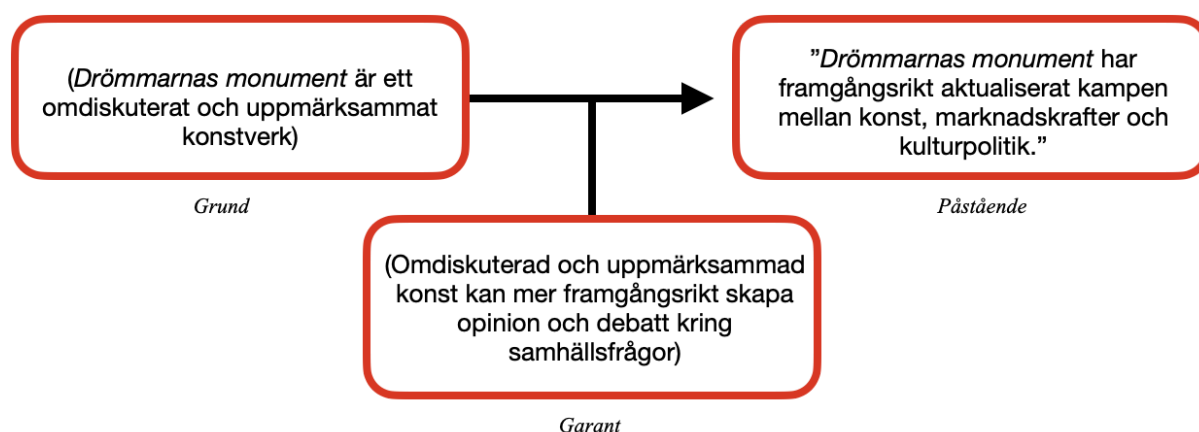 (Drömmarnas monument är ett
omdiskuterat och uppmärksammat
konstverk)
Grund
”Drömmarnas monument har
framgångsrikt aktualiserat kampen
mellan konst, marknadskrafter och
kulturpolitik.”
Påstående
(Omdiskuterad och uppmärksammad
konst kan mer framgångsrikt skapa
opinion och debatt kring
samhällsfrågor)
Garant